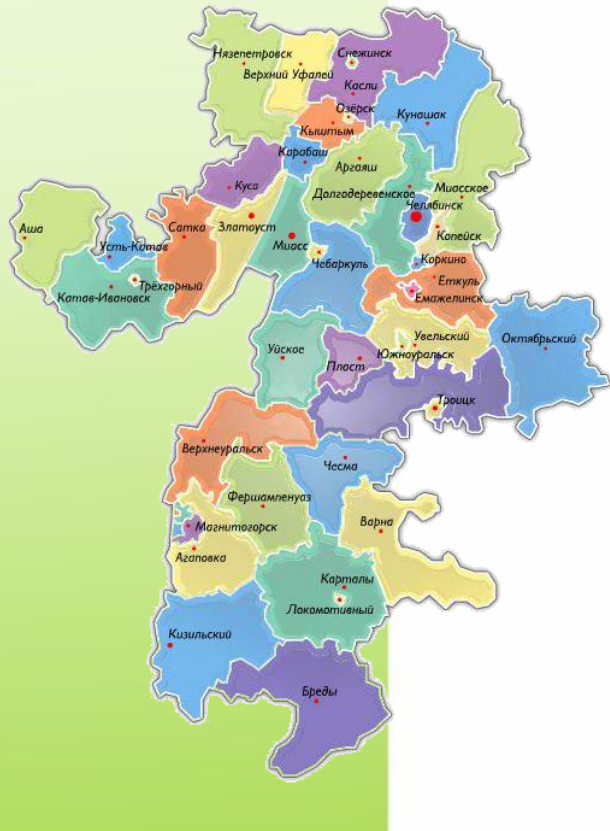 Нязепетровск
Снежинск
Верхний Уфалей
Касли
Озёрск
Кунашак
Кыштым
Карабаш
Аргаяш
Куса
Долгодеревенское
Миасское
Челябинск
Аша
Сатка
Златоуст
Копейск
Усть-Катав
Миасс
Чебаркуль
Коркино
Трёхгорный
Еткуль
Катав-Ивановск
Емажелинск
Увельский
Октябрьский
Уйское
Южноуральск
Пласт
Троицк
Верхнеуральск
Чесма
Фершампенуаз
Варна
Магнитогорск
Агаповка
Карталы
Локомотивный
Кизильский
Бреды